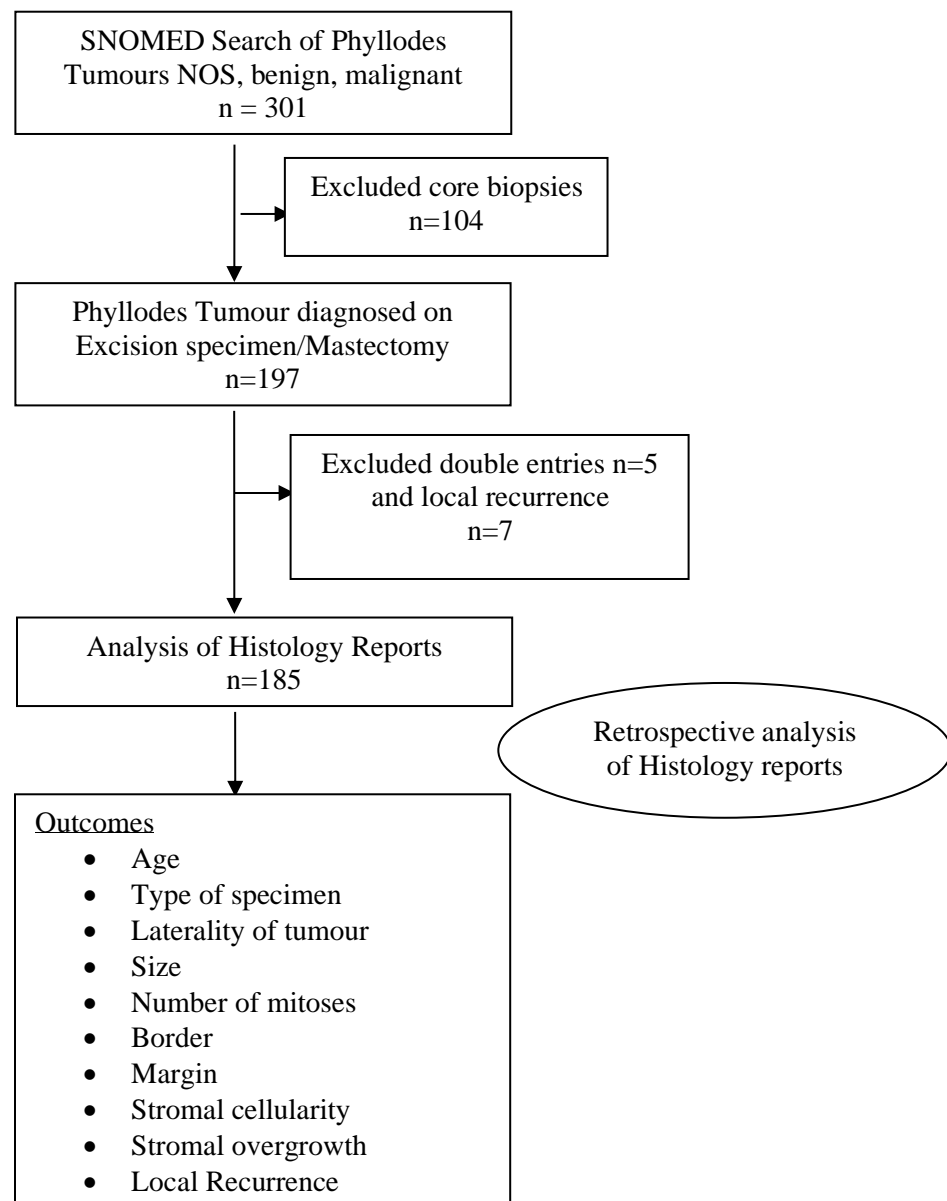 SNOMED Search of Phyllodes
Tumours NOS, benign, malignant
n = 301
Excluded core biopsies
n=104
Phyllodes Tumour diagnosed on
Excision specimen/Mastectomy
n=197
Excluded double entries n=5
and local recurrence
n=7
Analysis of Histology Reports
n=185
Retrospective analysis
of Histology reports
Outcomes
• Age
• Type of specimen
• Laterality of tumour
• Size
• Number of mitoses
• Border
• Margin
• Stromal cellularity
• Stromal overgrowth
• Local Recurrence